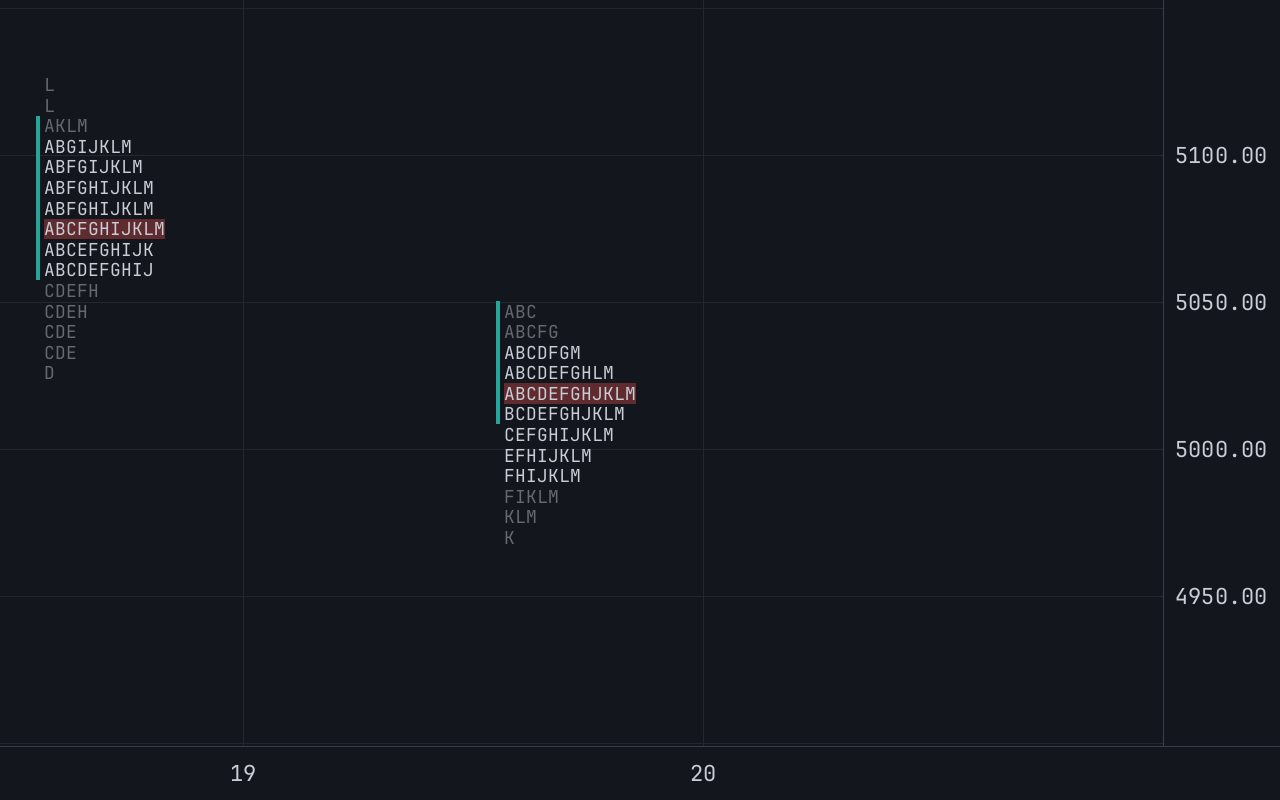 L
L
AKLM
ABGIJKLM
ABFGIJKLM
ABFGHIJKLM
ABFGHIJKLM
ABCFGHIJKLM
ABCEFGHIJK
ABCDEFGHIJ
CDEFH
CDEH
CDE
CDE
D
ABC
ABCFG
ABCDFGM
ABCDEFGHLM
ABCDEFGHJKLM
BCDEFGHJKLM
CEFGHIJKLM
EFHIJKLM
FHIJKLM
FIKLM
KLM
K
5100.00
5050.00
5000.00
4950.00
19
20